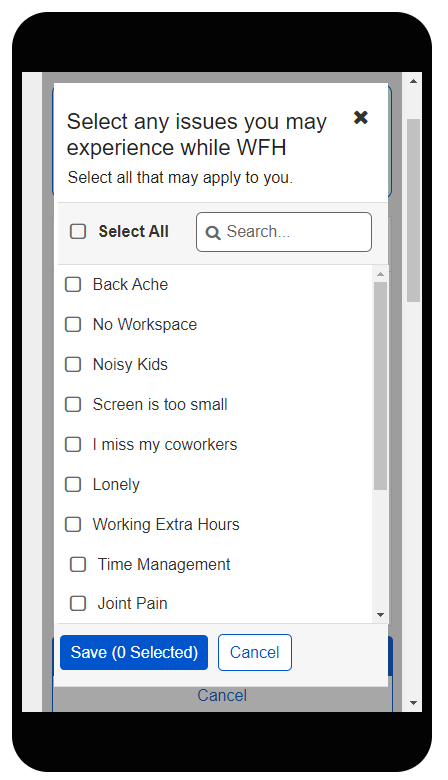 Select any issues you may
experience while WFH
Select all that may apply to you.
Select All
Search...
Back Ache
No Workspace
Noisy Kids
Screen is too small
I miss my coworkers
Lonely
Working Extra Hours
Time Management
Joint Pain
Save (0 Selected)
Cancel
Cancel